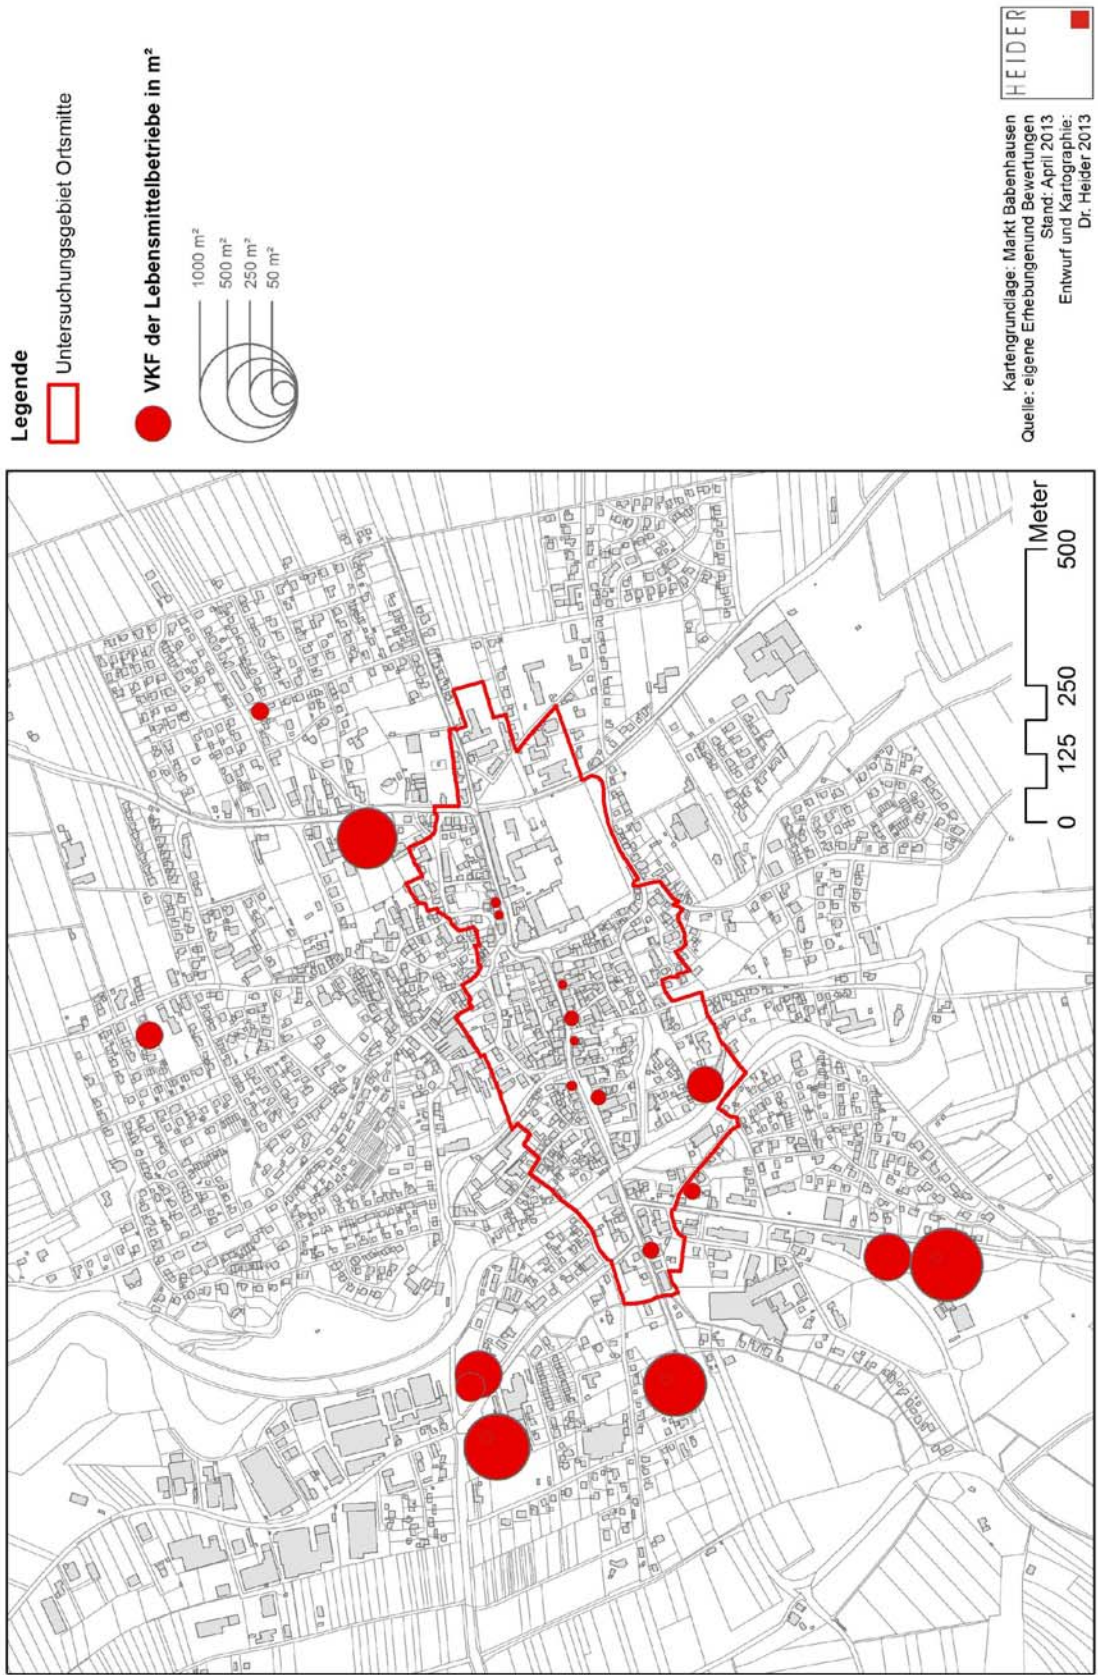 Legende
Untersuchungsgebiet Ortsmitte
VKF der Lebensmittelbetriebe in m²
1000 m²
500 m²
250 m²
50 m²
0 125 250 500
Meter
Kartengrundlage: Markt Babenhausen
Quelle: eigene Erhebungenund Bewertungen
Stand: April 2013
Entwurf und Kartographie:
Dr. Heider 2013
HEIDER